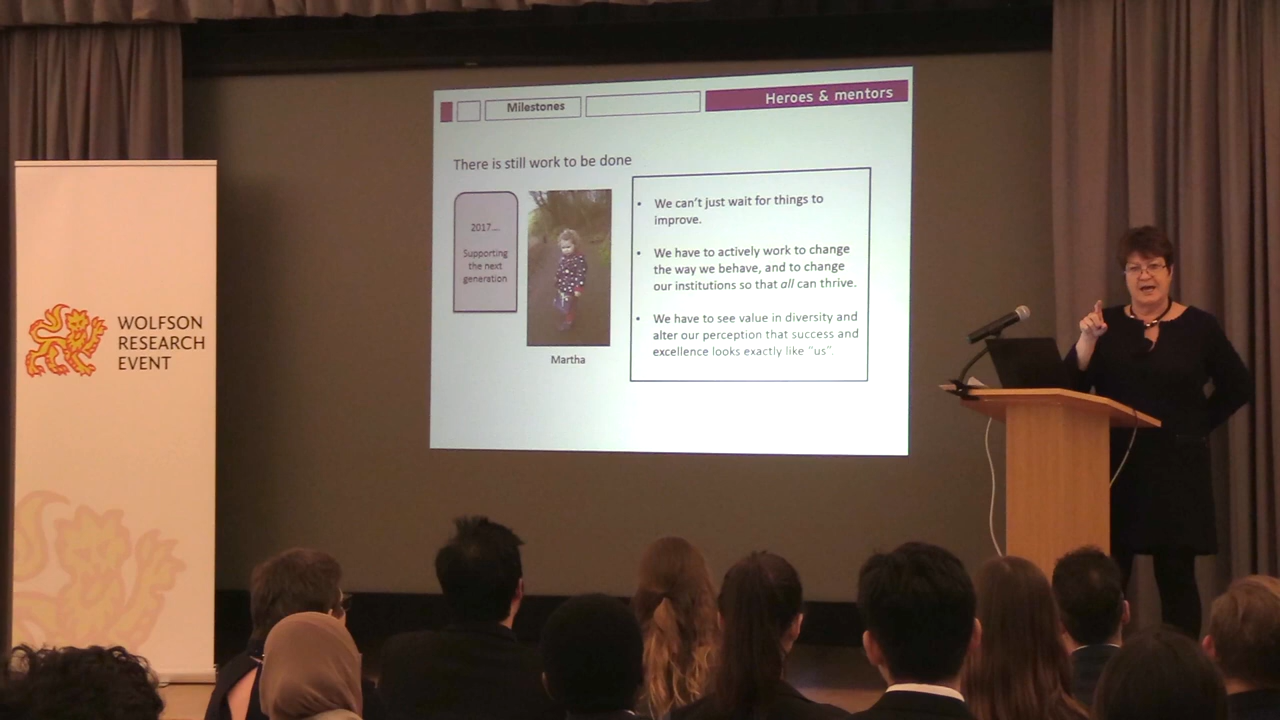 Milestones
Heroes & mentors
There is still work to be done
2017....
Supporting
the next
generation
Martha
• We can't just wait for things to
improve.
• We have to actively work to change
the way we behave, and to change
our institutions so that all can thrive.
• We have to see value in diversity and
alter our perception that success and
excellence looks exactly like "us".
WOLFSON
RESEARCH
EVENT